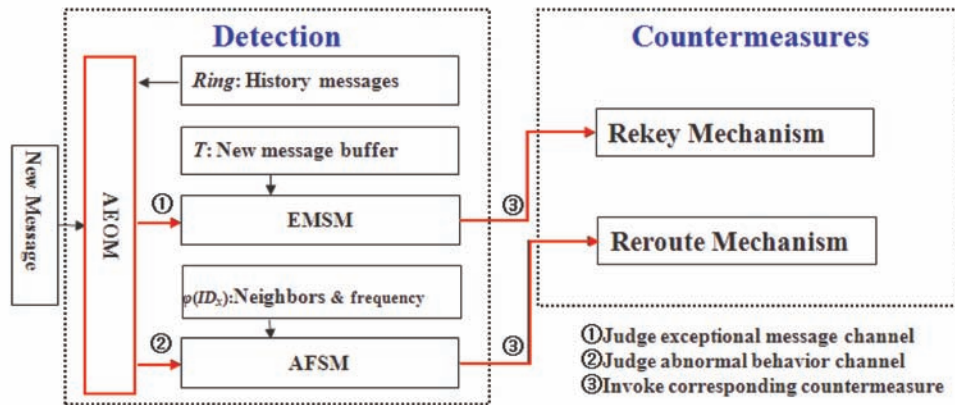 Detection
Countermeasures
Ring: History messages
T: New message buffer
Rekey Mechanism
New Message
AEOM
①
EMSM
③
Reroute Mechanism
φ(IDx):Neighbors & frequency
②
AFSM
③
①Judge exceptional message channel
②Judge abnormal behavior channel
③Invoke corresponding countermeasure